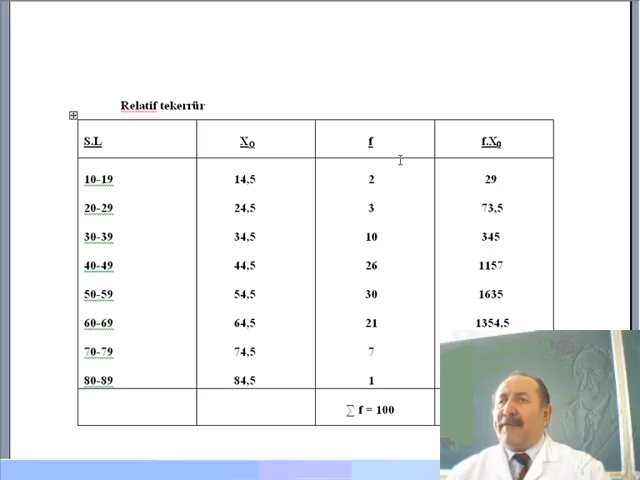 Relatif tekerrür
S.L X₀ f f.X₀
10-19 14,5 2 29
20-29 24,5 3 73,5
30-39 34,5 10 345
40-49 44,5 26 1157
50-59 54,5 30 1635
60-69 64,5 21 1354,5
70-79 74,5 7
80-89 84,5 1
∑ f = 100